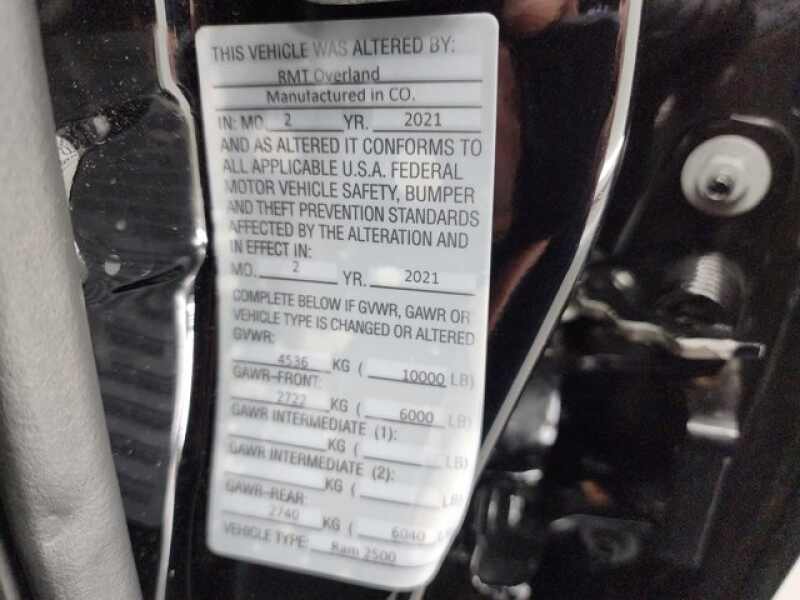 THIS VEHICLE WAS ALTERED BY:
RMT Overland
Manufactured in CO.
IN: MO. 2 YR. 2021
AND AS ALTERED IT CONFORMS TO
ALL APPLICABLE U.S.A. FEDERAL
MOTOR VEHICLE SAFETY, BUMPER
AND THEFT PREVENTION STANDARDS
AFFECTED BY THE ALTERATION AND
IN EFFECT IN:
MO. 2 YR. 2021
COMPLETE BELOW IF GVWR, GAWR OR
VEHICLE TYPE IS CHANGED OR ALTERED
GVWR:
4536 KG ( 10000 LB)
GAWR-FRONT:
2722 KG ( 6000 LB)
GAWR INTERMEDIATE (1):
KG ( LB)
GAWR INTERMEDIATE (2):
KG ( LB)
GAWR-REAR:
2740 KG ( 6040 L
VEHICLE TYPE: Ram 2500